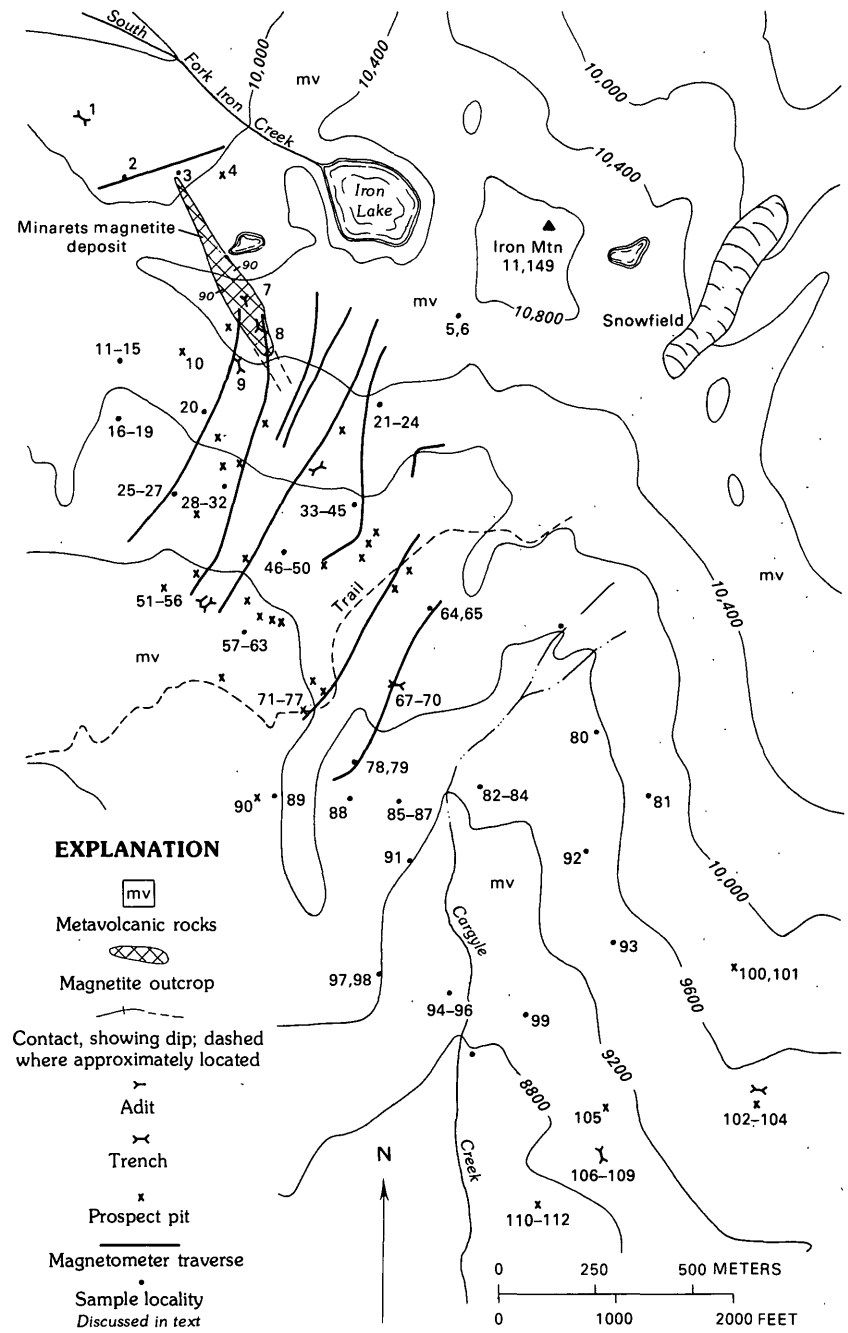 South
Fork Iron
Creek
10,000
mv
10,400
10,000
10,400
1
2
3
4
Iron
Lake
Iron Mtn
11,149
10,800
Snowfield
Minarets magnetite
deposit
90
90
7
8
mv
5,6
11–15
10
9
20
16–19
21–24
25–27
28–32
33–45
46–50
51–56
Trail
64,65
57–63
mv
mv
10,400
71–77
67–70
80
78,79
82–84
81
90
89
88
85–87
91
92
mv
10,000
Cargyle
93
97,98
100,101
9600
94–96
99
9200
8800
105
102–104
106–109
Creek
110–112
EXPLANATION
mv
Metavolcanic rocks
Magnetite outcrop
Contact, showing dip; dashed
where approximately located
Adit
Trench
Prospect pit
Magnetometer traverse
Sample locality
Discussed in text
N
0 250 500 METERS
0 1000 2000 FEET